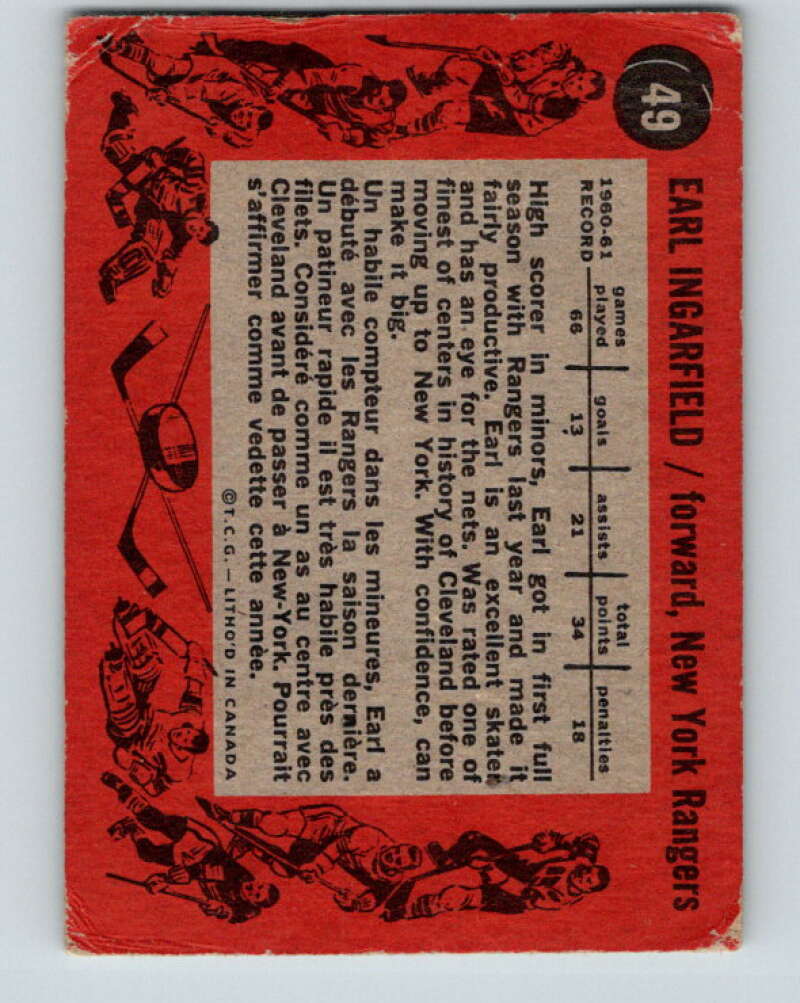 49
EARL INGARFIELD / forward, New York Rangers
games goals assists total penalties
played points
1960-61
RECORD 66 13 21 34 18
High scorer in minors, Earl got in first full
season with Rangers last year and made it
fairly productive. Earl is an excellent skater
and has an eye for the nets. Was rated one of
finest of centers in history of Cleveland before
moving up to New York. With confidence, can
make it big.
Un habile compteur dans les mineures, Earl a
débuté avec les Rangers la saison dernière.
Un patineur rapide il est très habile près des
filets. Considéré comme un as au centre avec
Cleveland avant de passer à New-York. Pourrait
s'affirmer comme vedette cette année.
©T.C.G.—LITHO'D IN CANADA